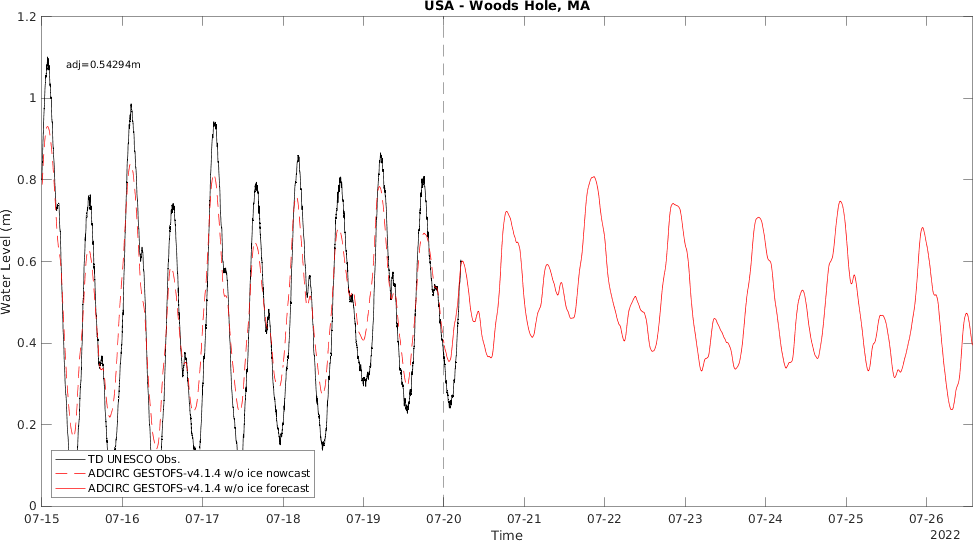 USA - Woods Hole, MA
adj=0.54294m
Water Level (m)
1.2
1
0.8
0.6
0.4
0.2
0
TD UNESCO Obs.
ADCIRC GESTOFS-v4.1.4 w/o ice nowcast
ADCIRC GESTOFS-v4.1.4 w/o ice forecast
07-15 07-16 07-17 07-18 07-19 07-20 07-21 07-22 07-23 07-24 07-25 07-26
Time
2022